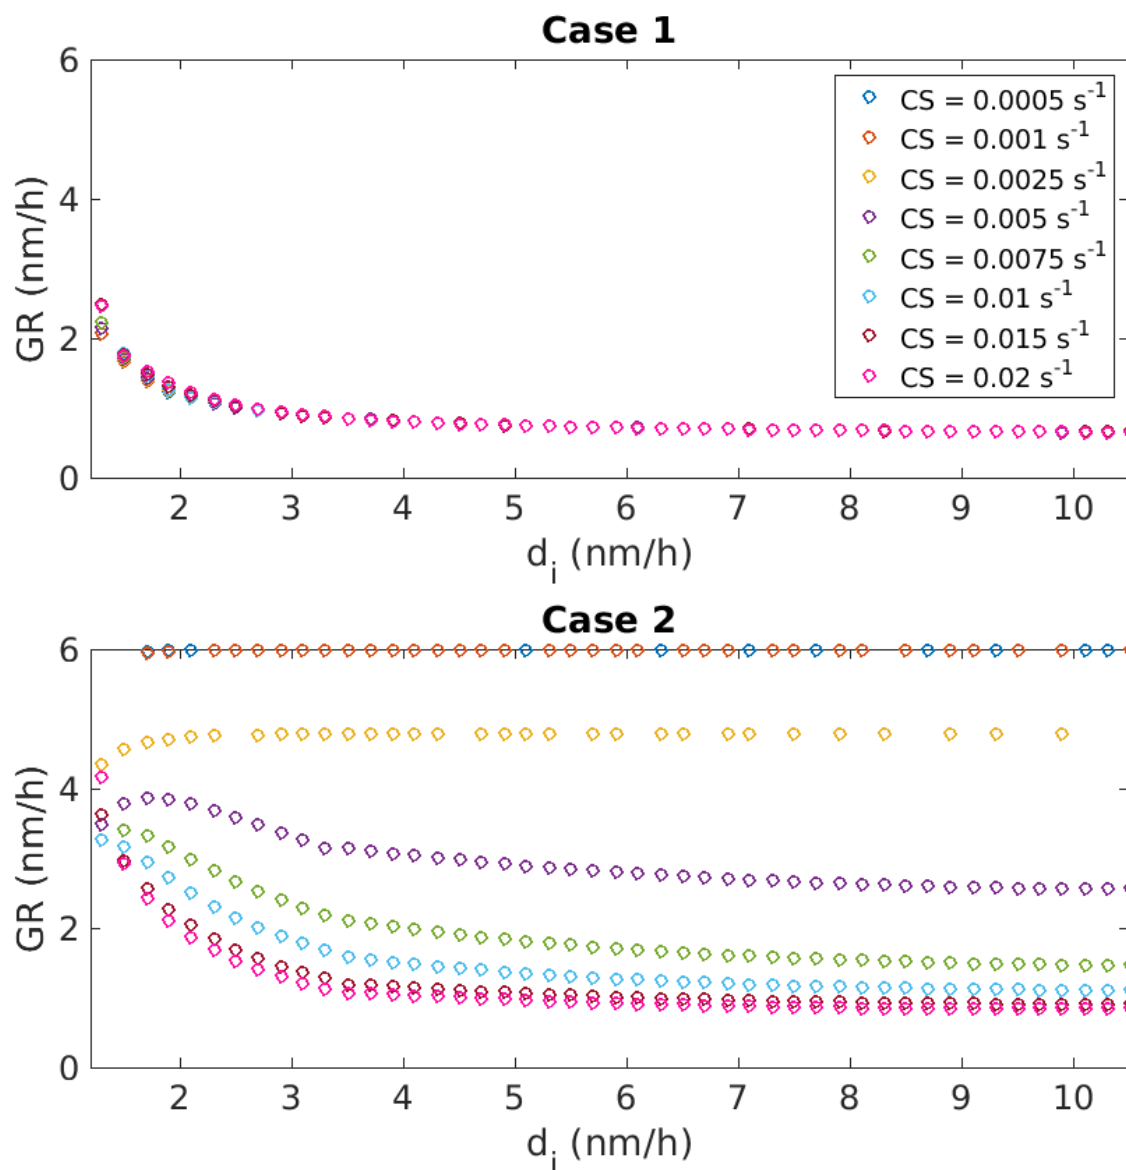 Case 1
6
4
2
0
GR (nm/h)
CS = 0.0005 s⁻¹
CS = 0.001 s⁻¹
CS = 0.0025 s⁻¹
CS = 0.005 s⁻¹
CS = 0.0075 s⁻¹
CS = 0.01 s⁻¹
CS = 0.015 s⁻¹
CS = 0.02 s⁻¹
2 3 4 5 6 7 8 9 10
dᵢ (nm/h)
Case 2
6
4
2
0
GR (nm/h)
2 3 4 5 6 7 8 9 10
dᵢ (nm/h)